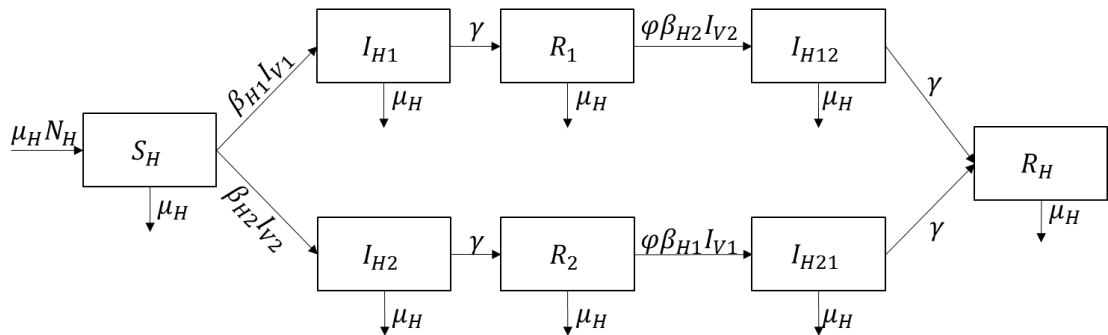 I_{H1}
γ
R_1
φβ_{H2}I_{V2}
I_{H12}
β_{H1}I_{V1}
μ_H
μ_H
μ_H
γ
μ_H N_H
S_H
R_H
μ_H
μ_H
β_{H2}I_{V2}
I_{H2}
γ
R_2
φβ_{H1}I_{V1}
I_{H21}
γ
μ_H
μ_H
μ_H